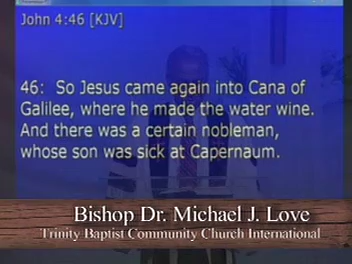 John 4:46 [KJV]
46: So Jesus came again into Cana of
Galilee, where he made the water wine.
And there was a certain nobleman,
whose son was sick at Capernaum.
Bishop Dr. Michael J. Love
Trinity Baptist Community Church International